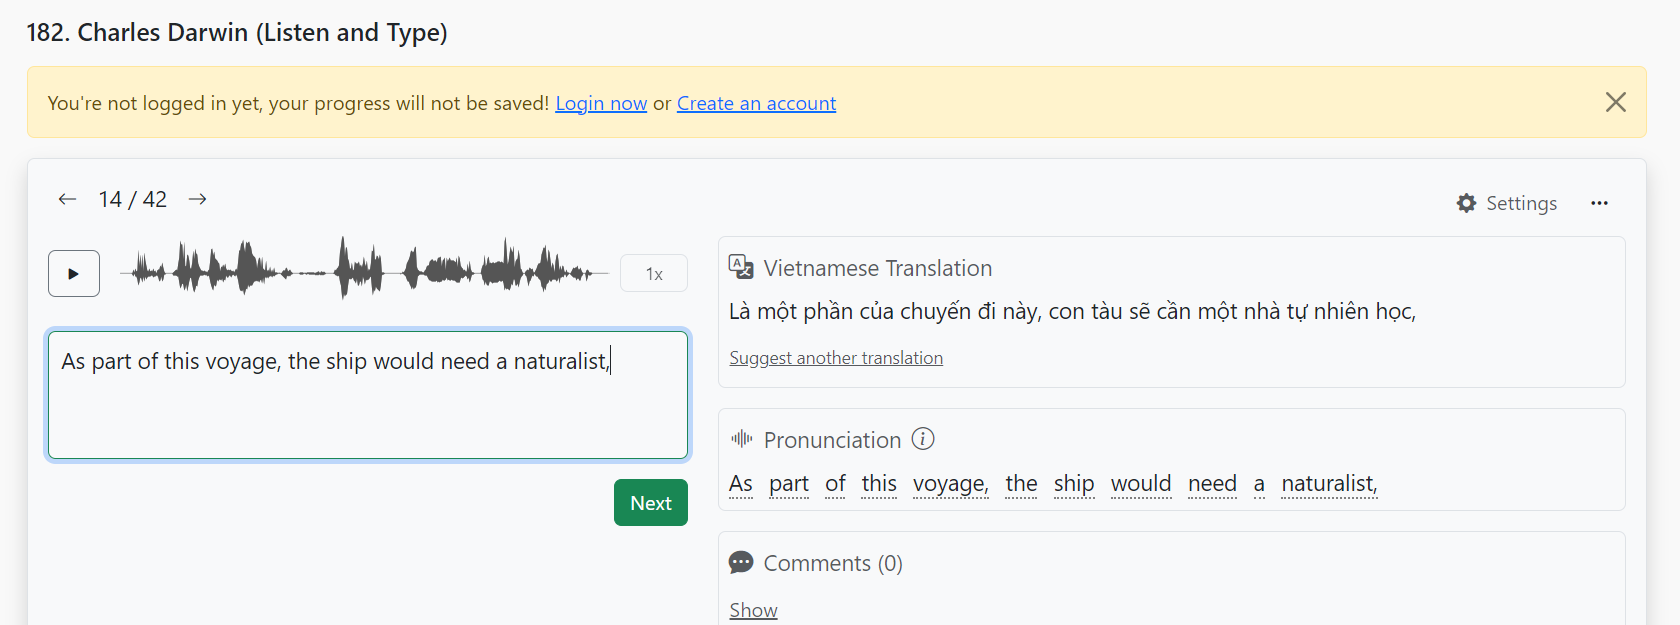 182. Charles Darwin (Listen and Type)
You're not logged in yet, your progress will not be saved! Login now or Create an account
14 / 42
Settings
1x
As part of this voyage, the ship would need a naturalist,
Next
Vietnamese Translation
Là một phần của chuyến đi này, con tàu sẽ cần một nhà tự nhiên học,
Suggest another translation
Pronunciation
As part of this voyage, the ship would need a naturalist,
Comments (0)
Show